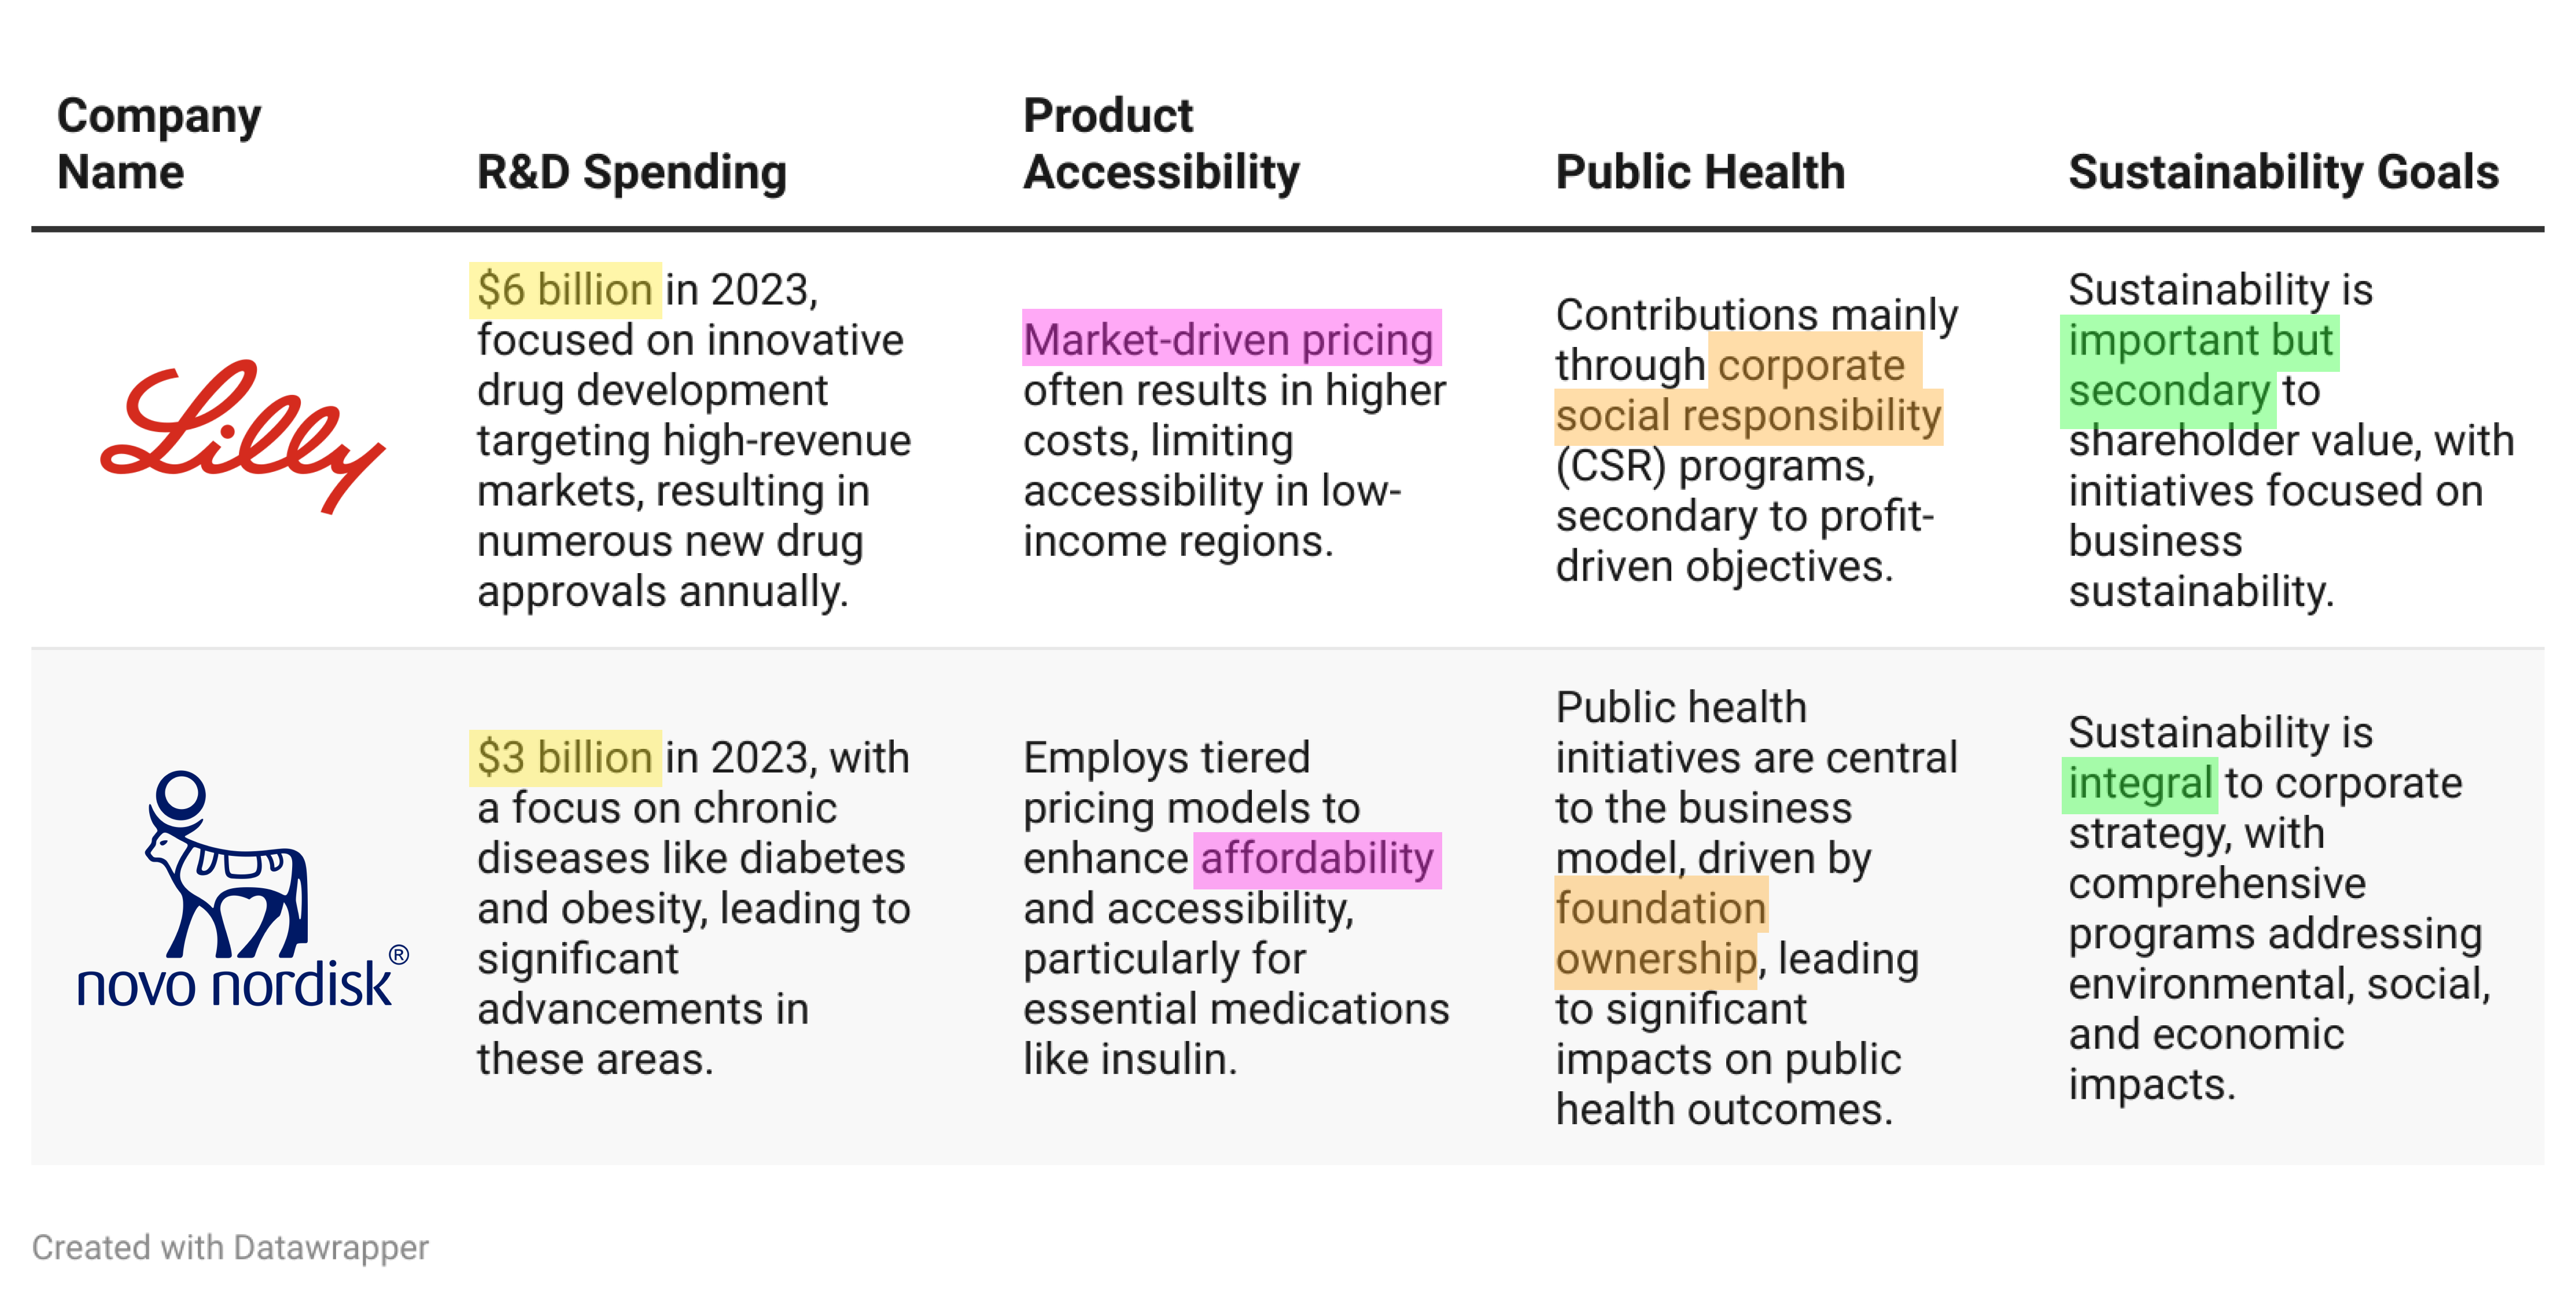 Company
Name
R&D Spending
Product
Accessibility
Public Health
Sustainability Goals
Lilly
$6 billion in 2023,
focused on innovative
drug development
targeting high-revenue
markets, resulting in
numerous new drug
approvals annually.
Market-driven pricing
often results in higher
costs, limiting
accessibility in low-
income regions.
Contributions mainly
through corporate
social responsibility
(CSR) programs,
secondary to profit-
driven objectives.
Sustainability is
important but
secondary to
shareholder value, with
initiatives focused on
business
sustainability.
novo nordisk®
$3 billion in 2023, with
a focus on chronic
diseases like diabetes
and obesity, leading to
significant
advancements in
these areas.
Employs tiered
pricing models to
enhance affordability
and accessibility,
particularly for
essential medications
like insulin.
Public health
initiatives are central
to the business
model, driven by
foundation
ownership, leading
to significant
impacts on public
health outcomes.
Sustainability is
integral to corporate
strategy, with
comprehensive
programs addressing
environmental, social,
and economic
impacts.
Created with Datawrapper